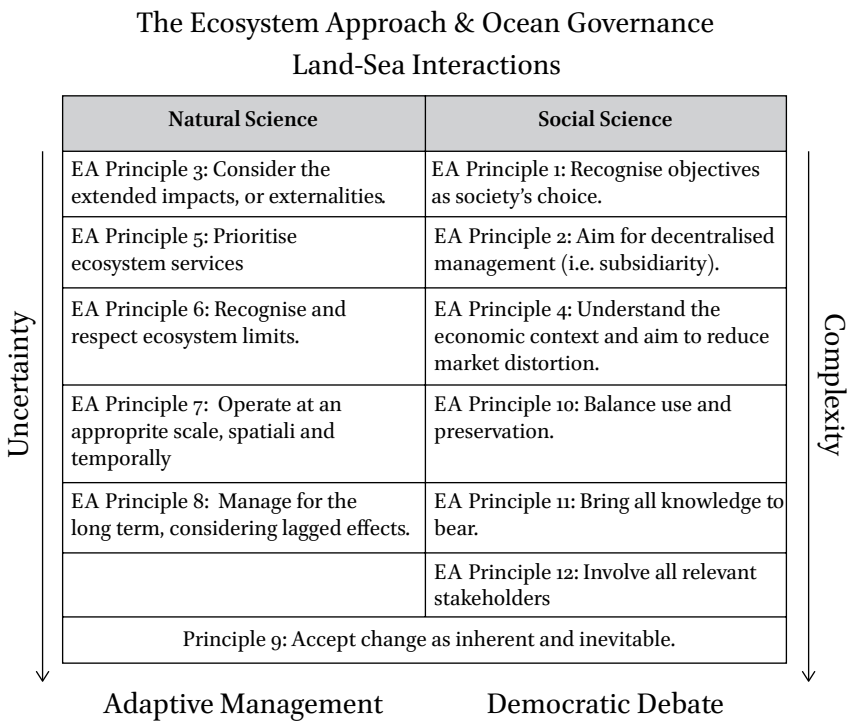 The Ecosystem Approach & Ocean Governance
Land-Sea Interactions
Natural Science
Social Science
EA Principle 3: Consider the
extended impacts, or externalities.
EA Principle 1: Recognise objectives
as society's choice.
EA Principle 5: Prioritise
ecosystem services
EA Principle 2: Aim for decentralised
management (i.e. subsidiarity).
EA Principle 6: Recognise and
respect ecosystem limits.
EA Principle 4: Understand the
economic context and aim to reduce
market distortion.
EA Principle 7: Operate at an
approprite scale, spatiali and
temporally
EA Principle 10: Balance use and
preservation.
EA Principle 8: Manage for the
long term, considering lagged effects.
EA Principle 11: Bring all knowledge to
bear.
EA Principle 12: Involve all relevant
stakeholders
Principle 9: Accept change as inherent and inevitable.
Uncertainty
Complexity
Adaptive Management
Democratic Debate